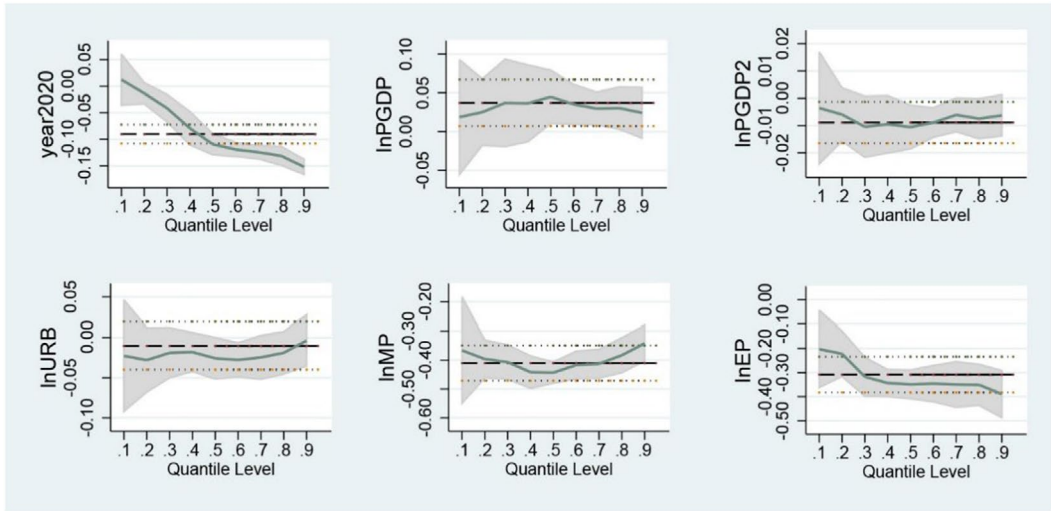 year2020
0.05
0.00
-0.05
-0.10
-0.15
.1 .2 .3 .4 .5 .6 .7 .8 .9
Quantile Level
lnPGDP
0.10
0.05
0.00
-0.05
.1 .2 .3 .4 .5 .6 .7 .8 .9
Quantile Level
lnPGDP2
0.02
0.01
-0.00
-0.01
-0.02
.1 .2 .3 .4 .5 .6 .7 .8 .9
Quantile Level
lnURB
0.05
0.00
-0.05
-0.10
.1 .2 .3 .4 .5 .6 .7 .8 .9
Quantile Level
lnMP
-0.20
-0.30
-0.40
-0.50
-0.60
.1 .2 .3 .4 .5 .6 .7 .8 .9
Quantile Level
lnEP
0.00
-0.10
-0.20
-0.30
-0.40
-0.50
.1 .2 .3 .4 .5 .6 .7 .8 .9
Quantile Level